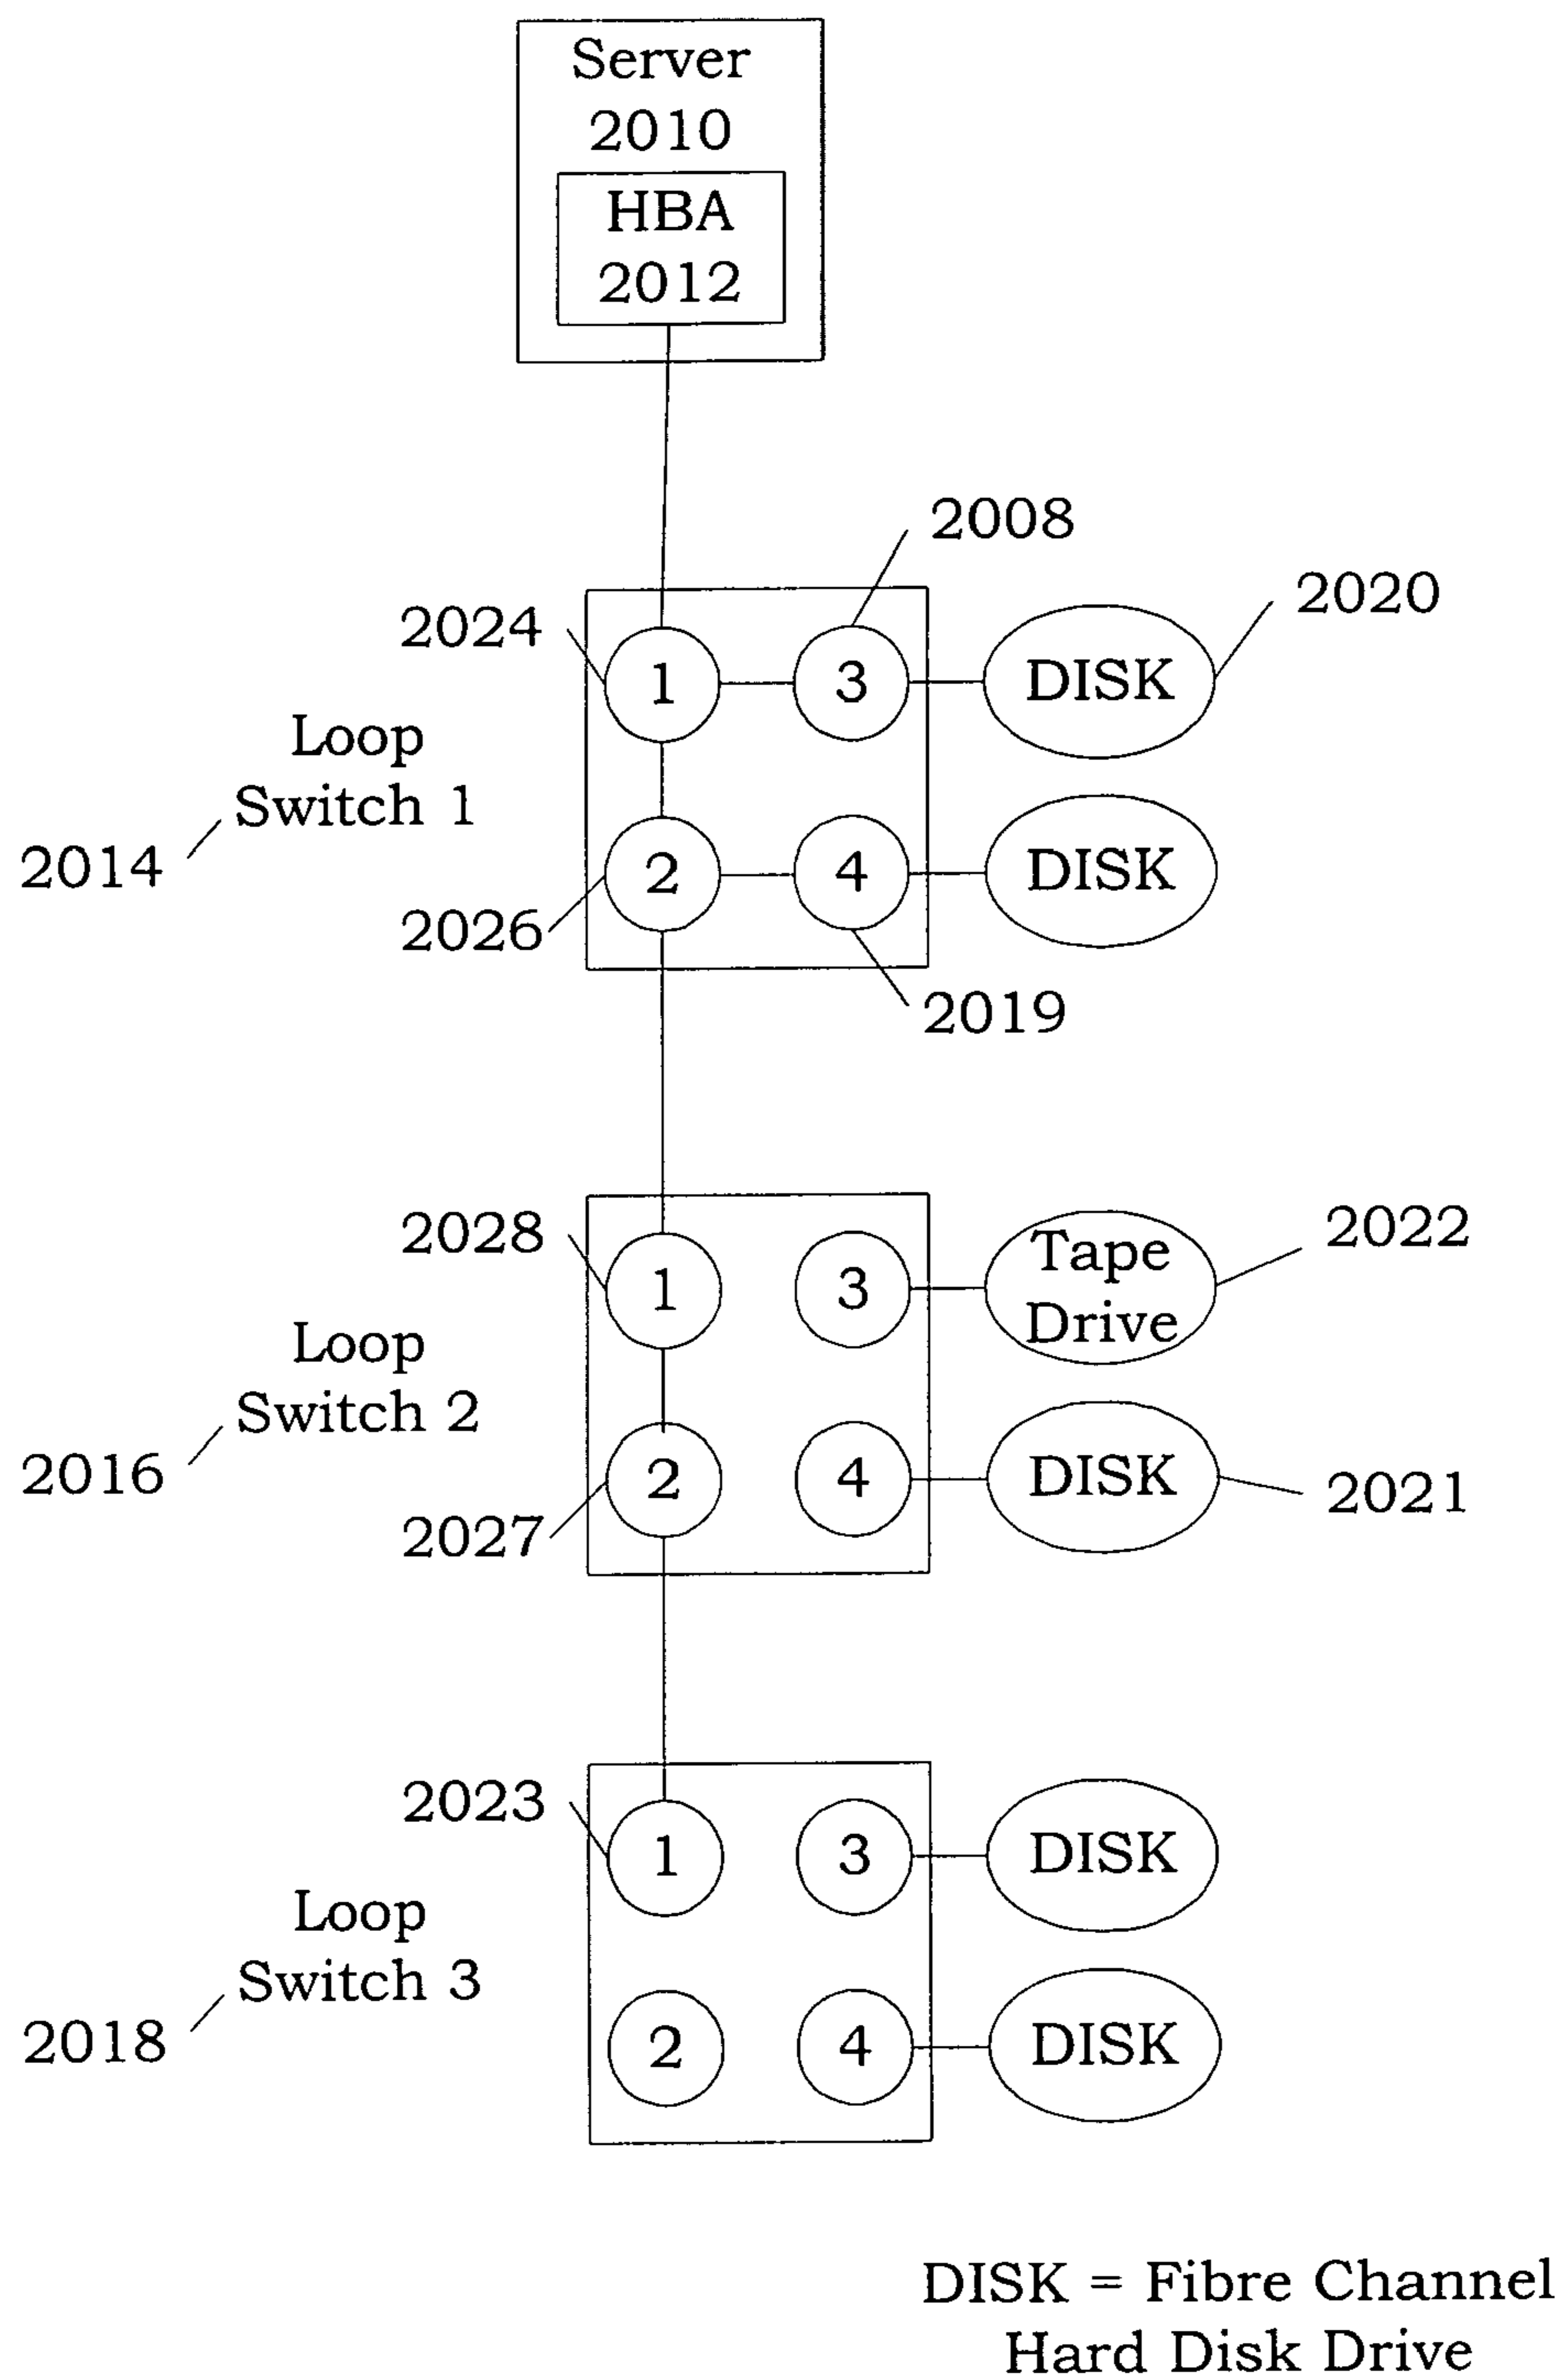 Server
2010
HBA
2012
2008
2020
2024
1
3
DISK
Loop
Switch 1
2014
2
4
DISK
2026
2019
2028
1
3
Tape
Drive
2022
Loop
Switch 2
2016
2
4
DISK
2021
2027
2023
1
3
DISK
Loop
Switch 3
2018
2
4
DISK
DISK = Fibre Channel
Hard Disk Drive